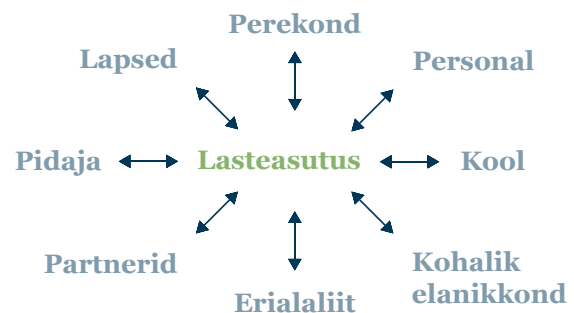 Perekond
Lapsed
Personal
Pidaja
Lasteasutus
Kool
Partnerid
Kohalik
elanikkond
Erialaliit